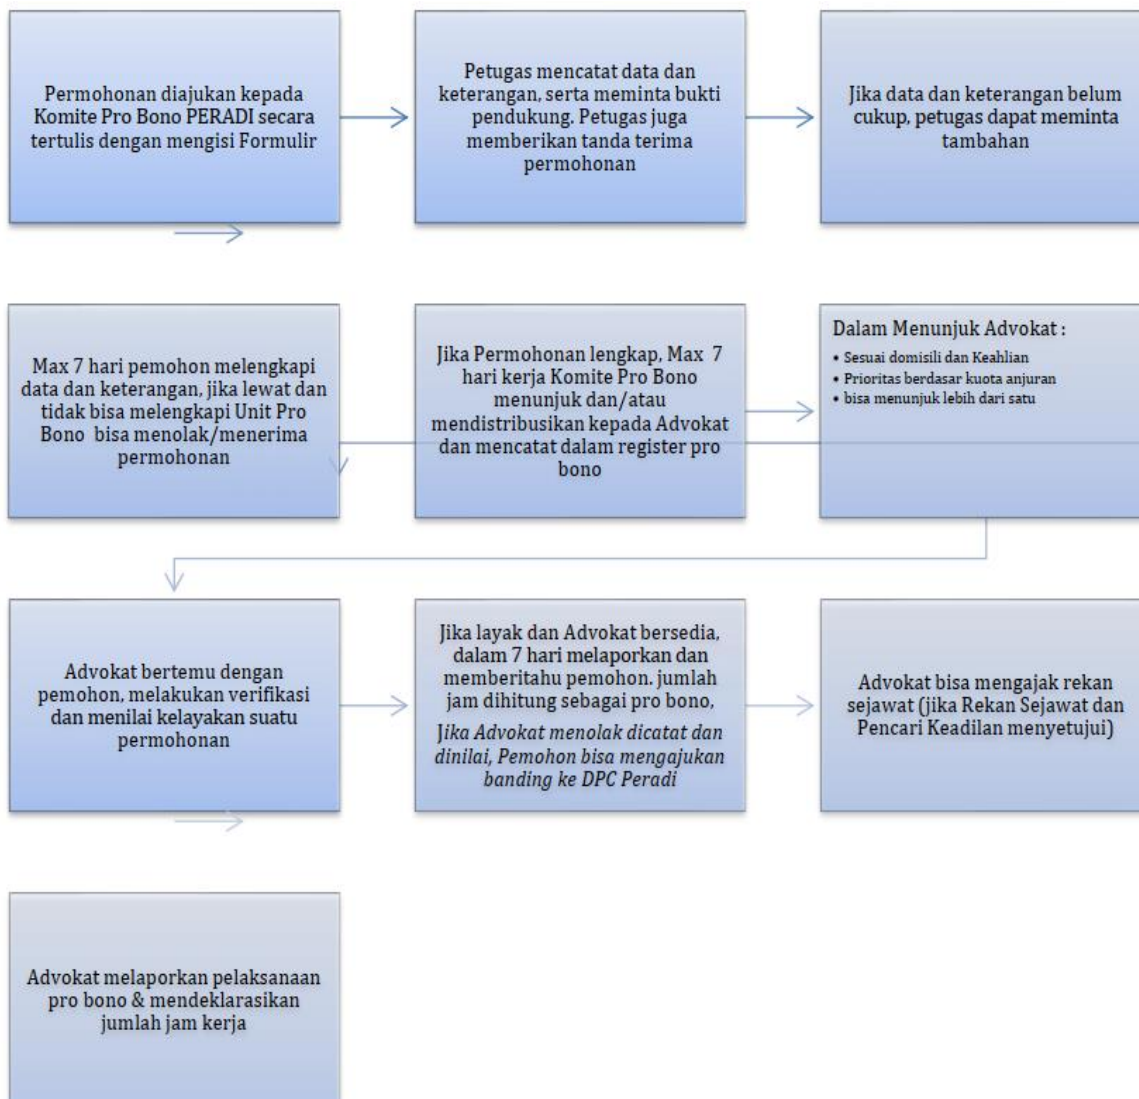 Permohonan diajukan kepada
Komite Pro Bono PERADI secara
tertulis dengan mengisi Formulir
Petugas mencatat data dan
keterangan, serta meminta bukti
pendukung. Petugas juga
memberikan tanda terima
permohonan
Jika data dan keterangan belum
cukup, petugas dapat meminta
tambahan
Max 7 hari pemohon melengkapi
data dan keterangan, jika lewat dan
tidak bisa melengkapi Unit Pro
Bono bisa menolak/menerima
permohonan
Jika Permohonan lengkap, Max 7
hari kerja Komite Pro Bono
menunjuk dan/atau
mendistribusikan kepada Advokat
dan mencatat dalam register pro
bono
Dalam Menunjuk Advokat :
• Sesuai domisili dan Keahlian
• Prioritas berdasar kuota anjuran
• bisa menunjuk lebih dari satu
Advokat bertemu dengan
pemohon, melakukan verifikasi
dan menilai kelayakan suatu
permohonan
Jika layak dan Advokat bersedia,
dalam 7 hari melaporkan dan
memberitahu pemohon. jumlah
jam dihitung sebagai pro bono,
Jika Advokat menolak dicatat dan
dinilai, Pemohon bisa mengajukan
banding ke DPC Peradi
Advokat bisa mengajak rekan
sejawat (jika Rekan Sejawat dan
Pencari Keadilan menyetujui)
Advokat melaporkan pelaksanaan
pro bono & mendeklarasikan
jumlah jam kerja